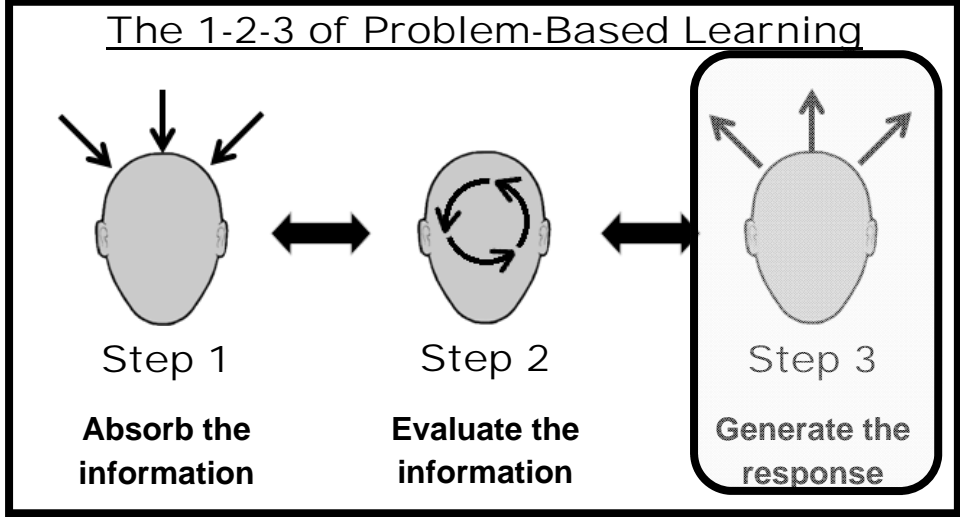 The 1-2-3 of Problem-Based Learning
Step 1
Absorb the
information
Step 2
Evaluate the
information
Step 3
Generate the
response